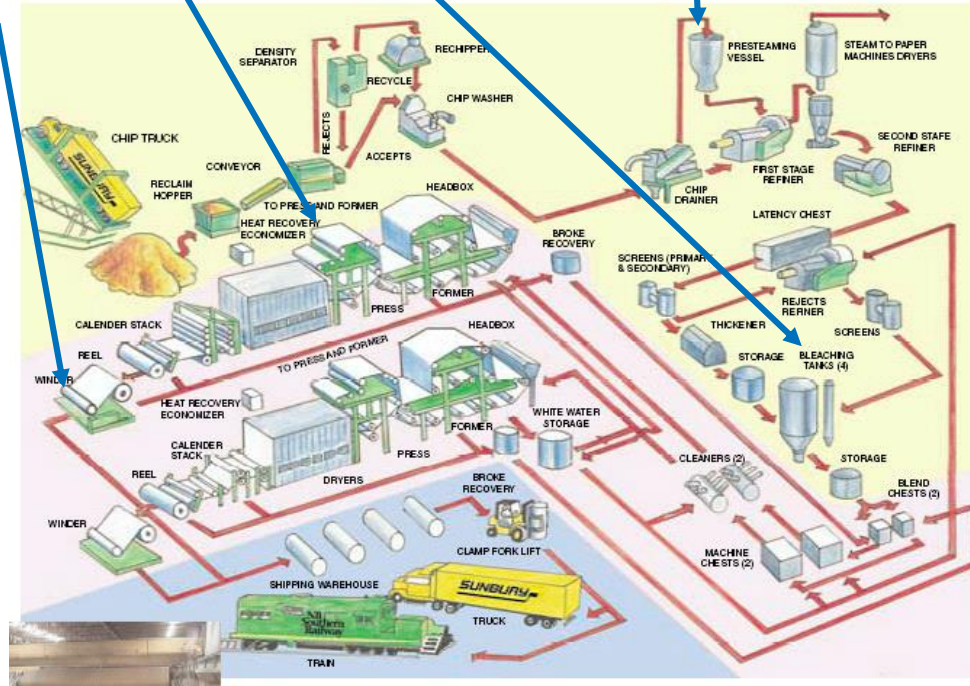 DENSITY
SEPARATOR
RECHIPPER
RECYCLE
CHIP WASHER
REJECTS
ACCEPTS
CHIP TRUCK
SUNBURY
CONVEYOR
RECLAIM
HOPPER
PRESTEAMING
VESSEL
STEAM TO PAPER
MACHINES DRYERS
SECOND STAFE
REFINER
FIRST STAGE
REFINER
CHIP
DRAINER
LATENCY CHEST
TO PRESS AND FORMER
HEAT RECOVERY
ECONOMIZER
HEADBOX
BROKE
RECOVERY
SCREENS (PRIMARY
& SECONDARY)
REJECTS
REFINER
SCREENS
THICKENER
STORAGE
BLEACHING
TANKS (4)
PRESS
FORMER
CALENDER STACK
REEL
WINDER
TO PRESS AND FORMER
HEADBOX
HEAT RECOVERY
ECONOMIZER
FORMER
WHITE WATER
STORAGE
PRESS
CALENDER
STACK
DRYERS
REEL
WINDER
CLEANERS (2)
STORAGE
BLEND
CHESTS (2)
MACHINE
CHESTS (2)
BROKE
RECOVERY
CLAMP FORK LIFT
SHIPPING WAREHOUSE
SUNBURY
TRUCK
NB
Southern
Railway
TRAIN